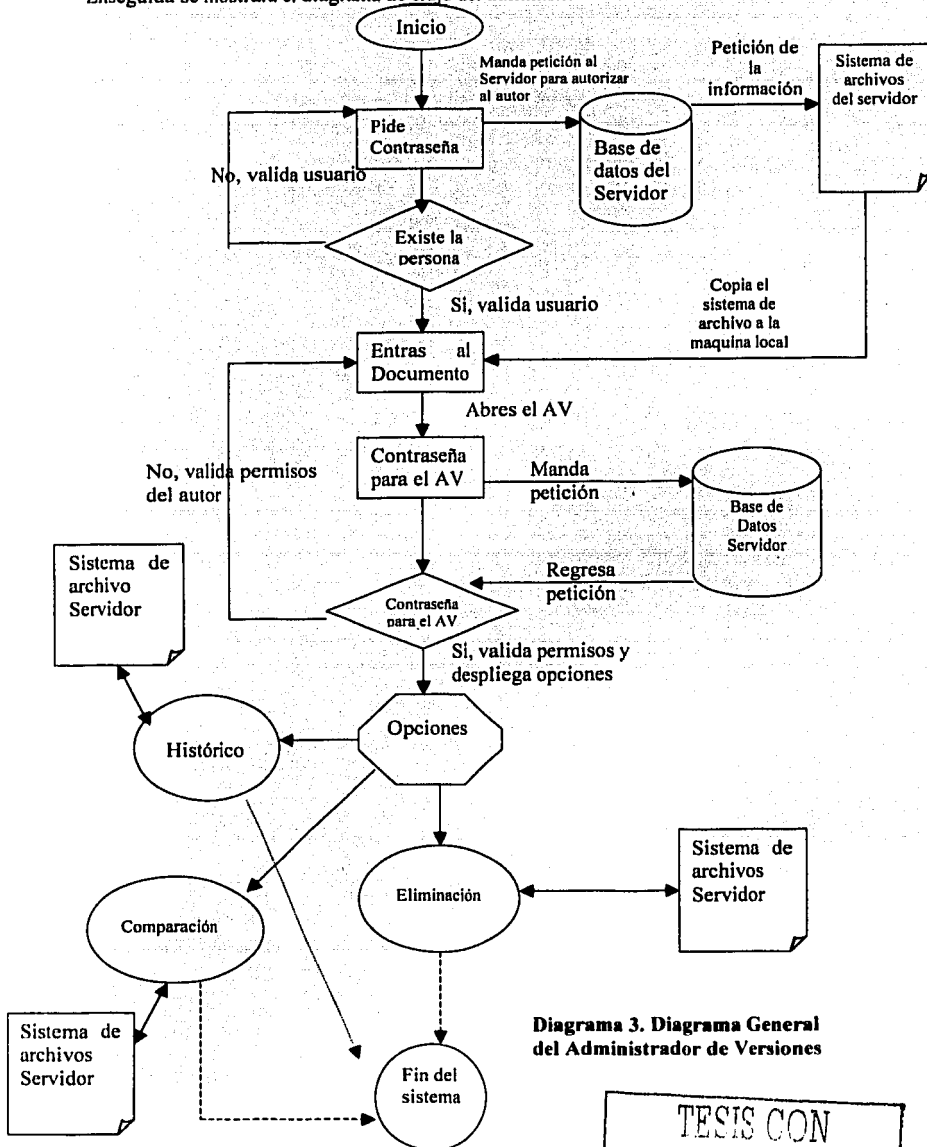 Inicio
Manda petición al
Servidor para autorizar
al autor
Petición de
la
información
Sistema de
archivos
del servidor
Pide
Contraseña
Base de
datos del
Servidor
No, valida usuario
Existe la
persona
Si, valida usuario
Copia el
sistema de
archivo a la
maquina local
Entras al
Documento
Abres el AV
No, valida permisos
del autor
Contraseña
para el AV
Manda
petición
Base de
Datos
Servidor
Regresa
petición
Sistema de
archivo
Servidor
Contraseña
para el AV
Si, valida permisos y
despliega opciones
Opciones
Histórico
Sistema de
archivos
Servidor
Eliminación
Comparación
Sistema de
archivos
Servidor
Fin del
sistema
Diagrama 3. Diagrama General
del Administrador de Versiones
TESIS CON